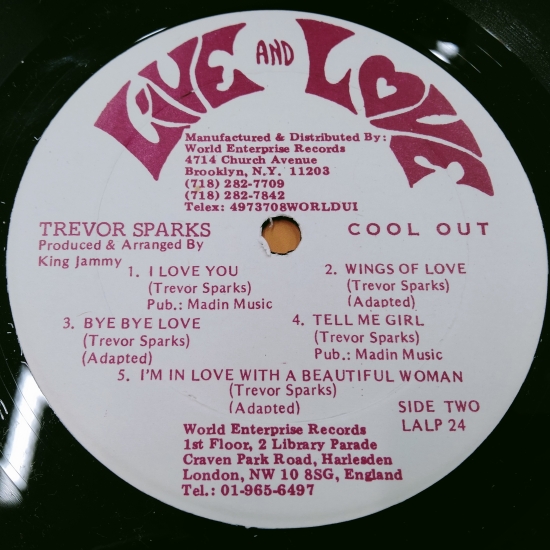 LIVE AND LOVE
Manufactured & Distributed By:
World Enterprise Records
4714 Church Avenue
Brooklyn, N.Y. 11203
(718) 282-7709
(718) 282-7842
Telex: 4973708WORLDUI
TREVOR SPARKS
Produced & Arranged By
King Jammy
COOL OUT
1. I LOVE YOU
(Trevor Sparks)
Pub.: Madin Music
2. WINGS OF LOVE
(Trevor Sparks)
(Adapted)
3. BYE BYE LOVE
(Trevor Sparks)
(Adapted)
4. TELL ME GIRL
(Trevor Sparks)
Pub.: Madin Music
5. I'M IN LOVE WITH A BEAUTIFUL WOMAN
(Trevor Sparks)
(Adapted)
SIDE TWO
LALP 24
World Enterprise Records
1st Floor, 2 Library Parade
Craven Park Road, Harlesden
London, NW 10 8SG, England
Tel.: 01-965-6497